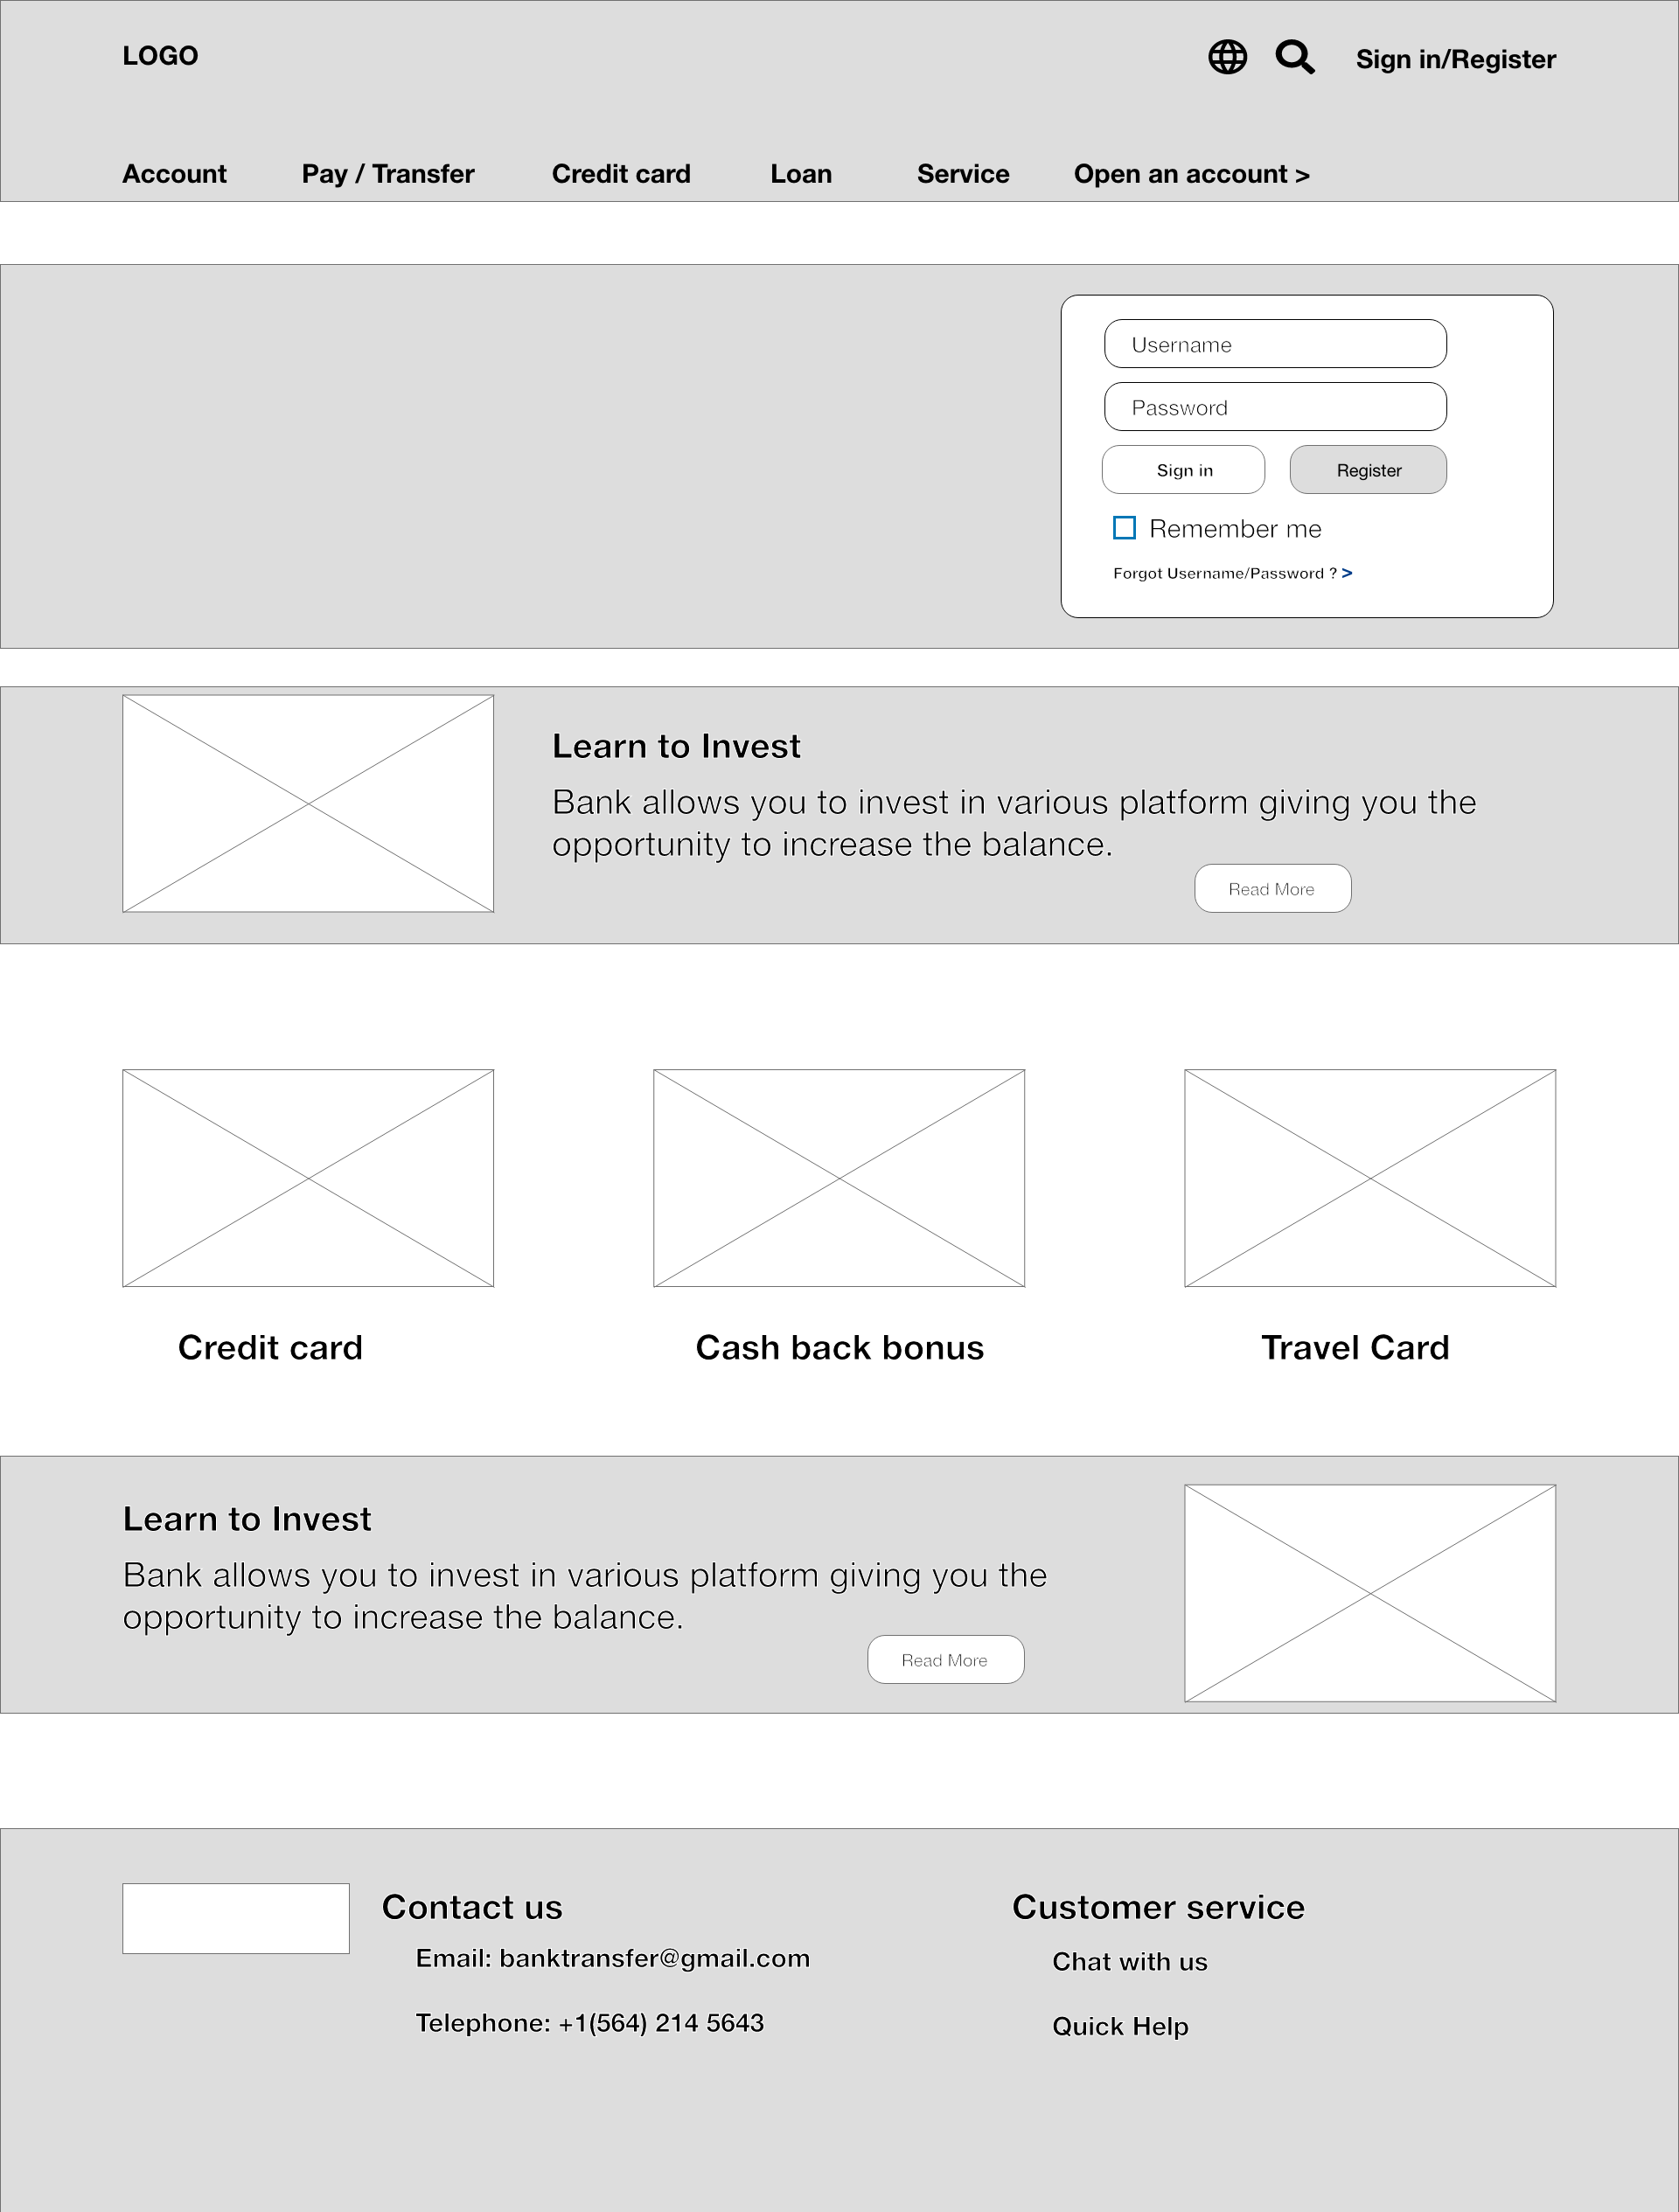 LOGO
Sign in/Register
Account
Pay / Transfer
Credit card
Loan
Service
Open an account >
Username
Password
Sign in
Register
Remember me
Forgot Username/Password ? >
Learn to Invest
Bank allows you to invest in various platform giving you the
opportunity to increase the balance.
Read More
Credit card
Cash back bonus
Travel Card
Learn to Invest
Bank allows you to invest in various platform giving you the
opportunity to increase the balance.
Read More
Contact us
Email: banktransfer@gmail.com
Telephone: +1(564) 214 5643
Customer service
Chat with us
Quick Help